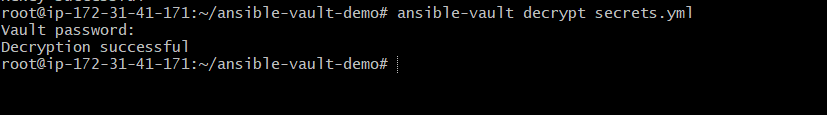 root@ip-172-31-41-171:~/ansible-vault-demo# ansible-vault decrypt secrets.yml
Vault password:
Decryption successful
root@ip-172-31-41-171:~/ansible-vault-demo#